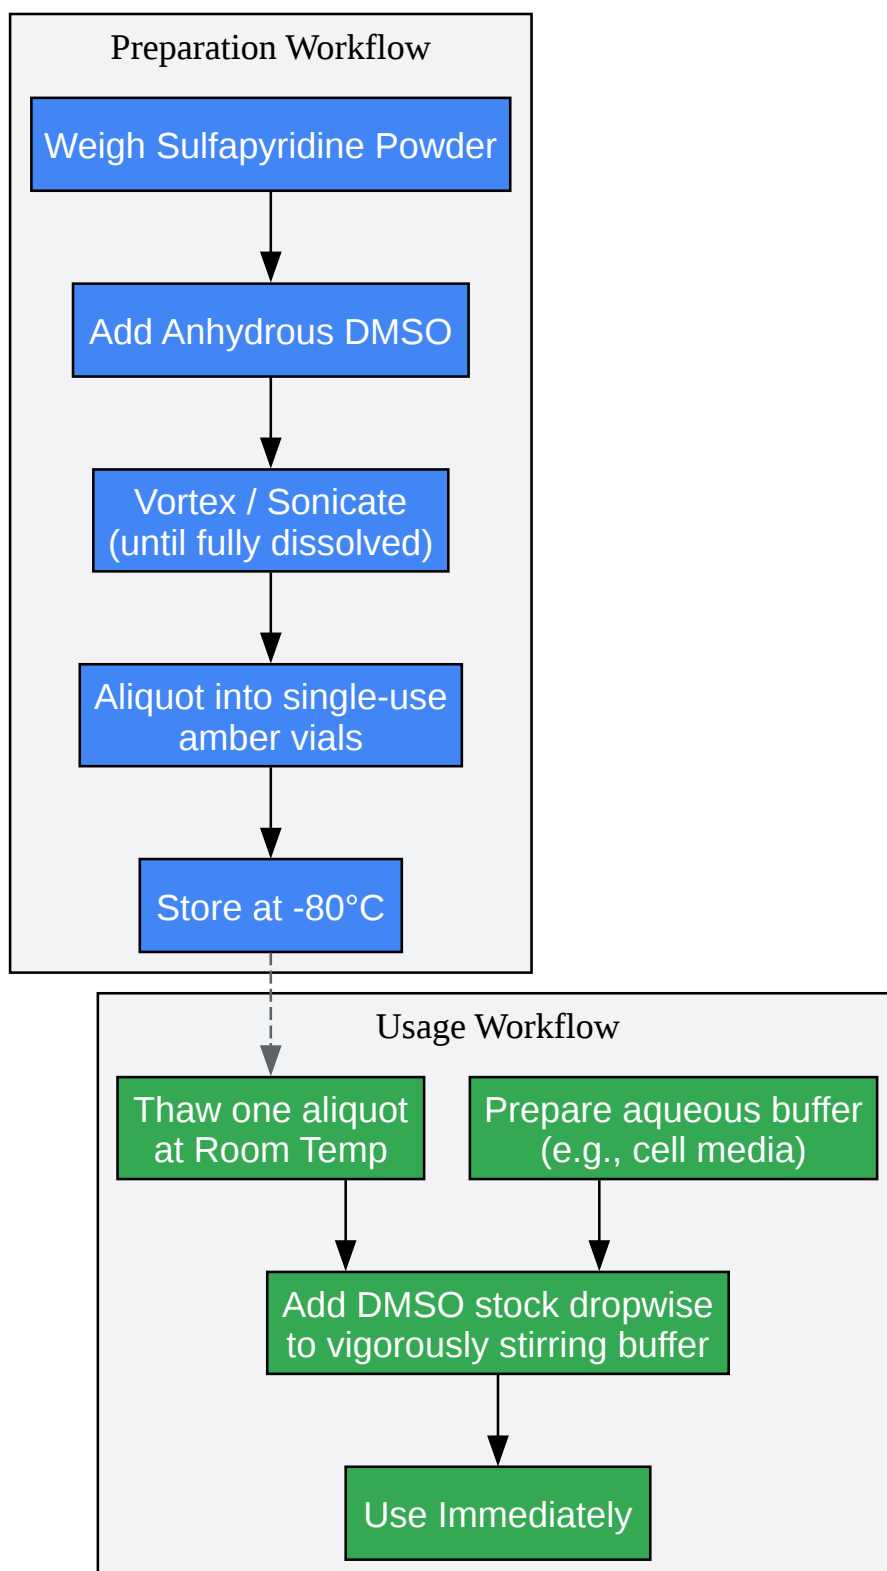 Preparation Workflow
Weigh Sulfapyridine Powder
Add Anhydrous DMSO
Vortex / Sonicate
(until fully dissolved)
Aliquot into single-use
amber vials
Store at -80°C
Usage Workflow
Thaw one aliquot
at Room Temp
Prepare aqueous buffer
(e.g., cell media)
Add DMSO stock dropwise
to vigorously stirring buffer
Use Immediately